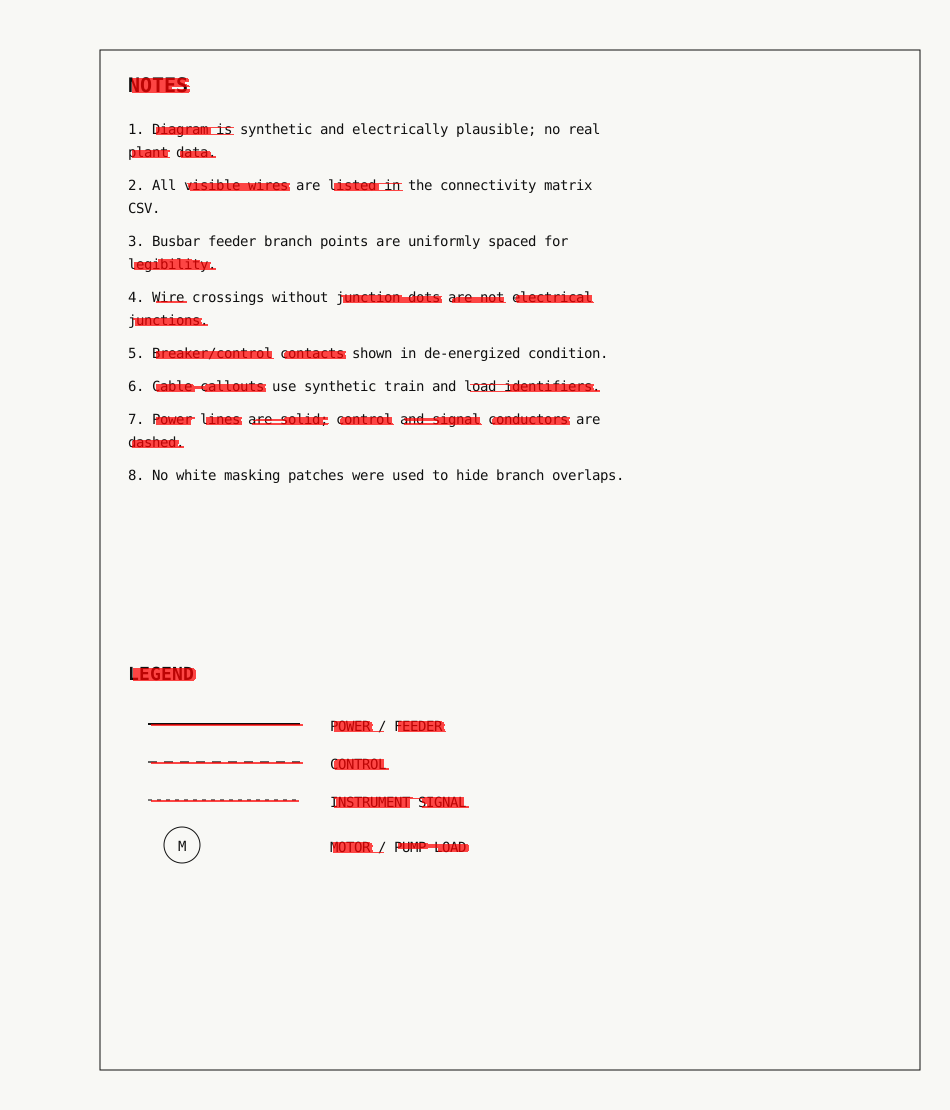 NOTES
1. Diagram is synthetic and electrically plausible; no real
plant data.
2. All visible wires are listed in the connectivity matrix
CSV.
3. Busbar feeder branch points are uniformly spaced for
legibility.
4. Wire crossings without junction dots are not electrical
junctions.
5. Breaker/control contacts shown in de-energized condition.
6. Cable callouts use synthetic train and load identifiers.
7. Power lines are solid; control and signal conductors are
dashed.
8. No white masking patches were used to hide branch overlaps.
LEGEND
POWER / FEEDER
CONTROL
INSTRUMENT SIGNAL
M MOTOR / PUMP LOAD